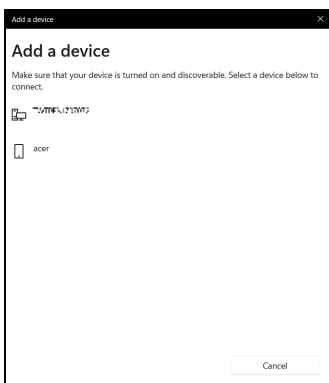 Add a device
Add a device
Make sure that your device is turned on and discoverable. Select a device below to
connect.
acer
Cancel